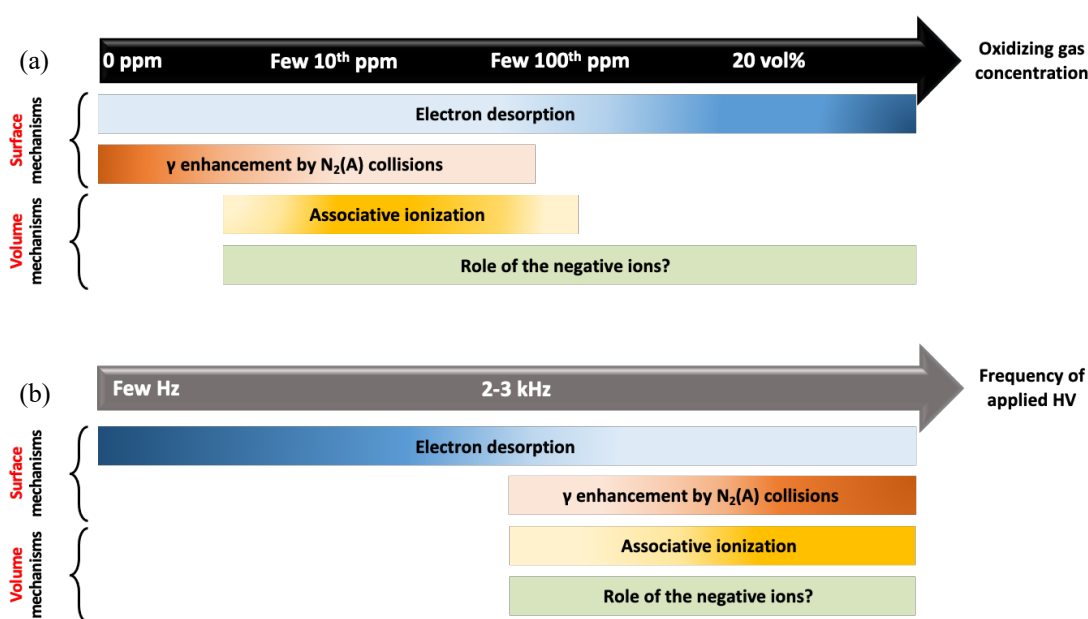 (a)
0 ppm Few 10th ppm Few 100th ppm 20 vol%
Oxidizing gas
concentration
Surface
mechanisms
Electron desorption
γ enhancement by N₂(A) collisions
Volume
mechanisms
Associative ionization
Role of the negative ions?
(b)
Few Hz 2-3 kHz
Frequency of
applied HV
Surface
mechanisms
Electron desorption
γ enhancement by N₂(A) collisions
Volume
mechanisms
Associative ionization
Role of the negative ions?